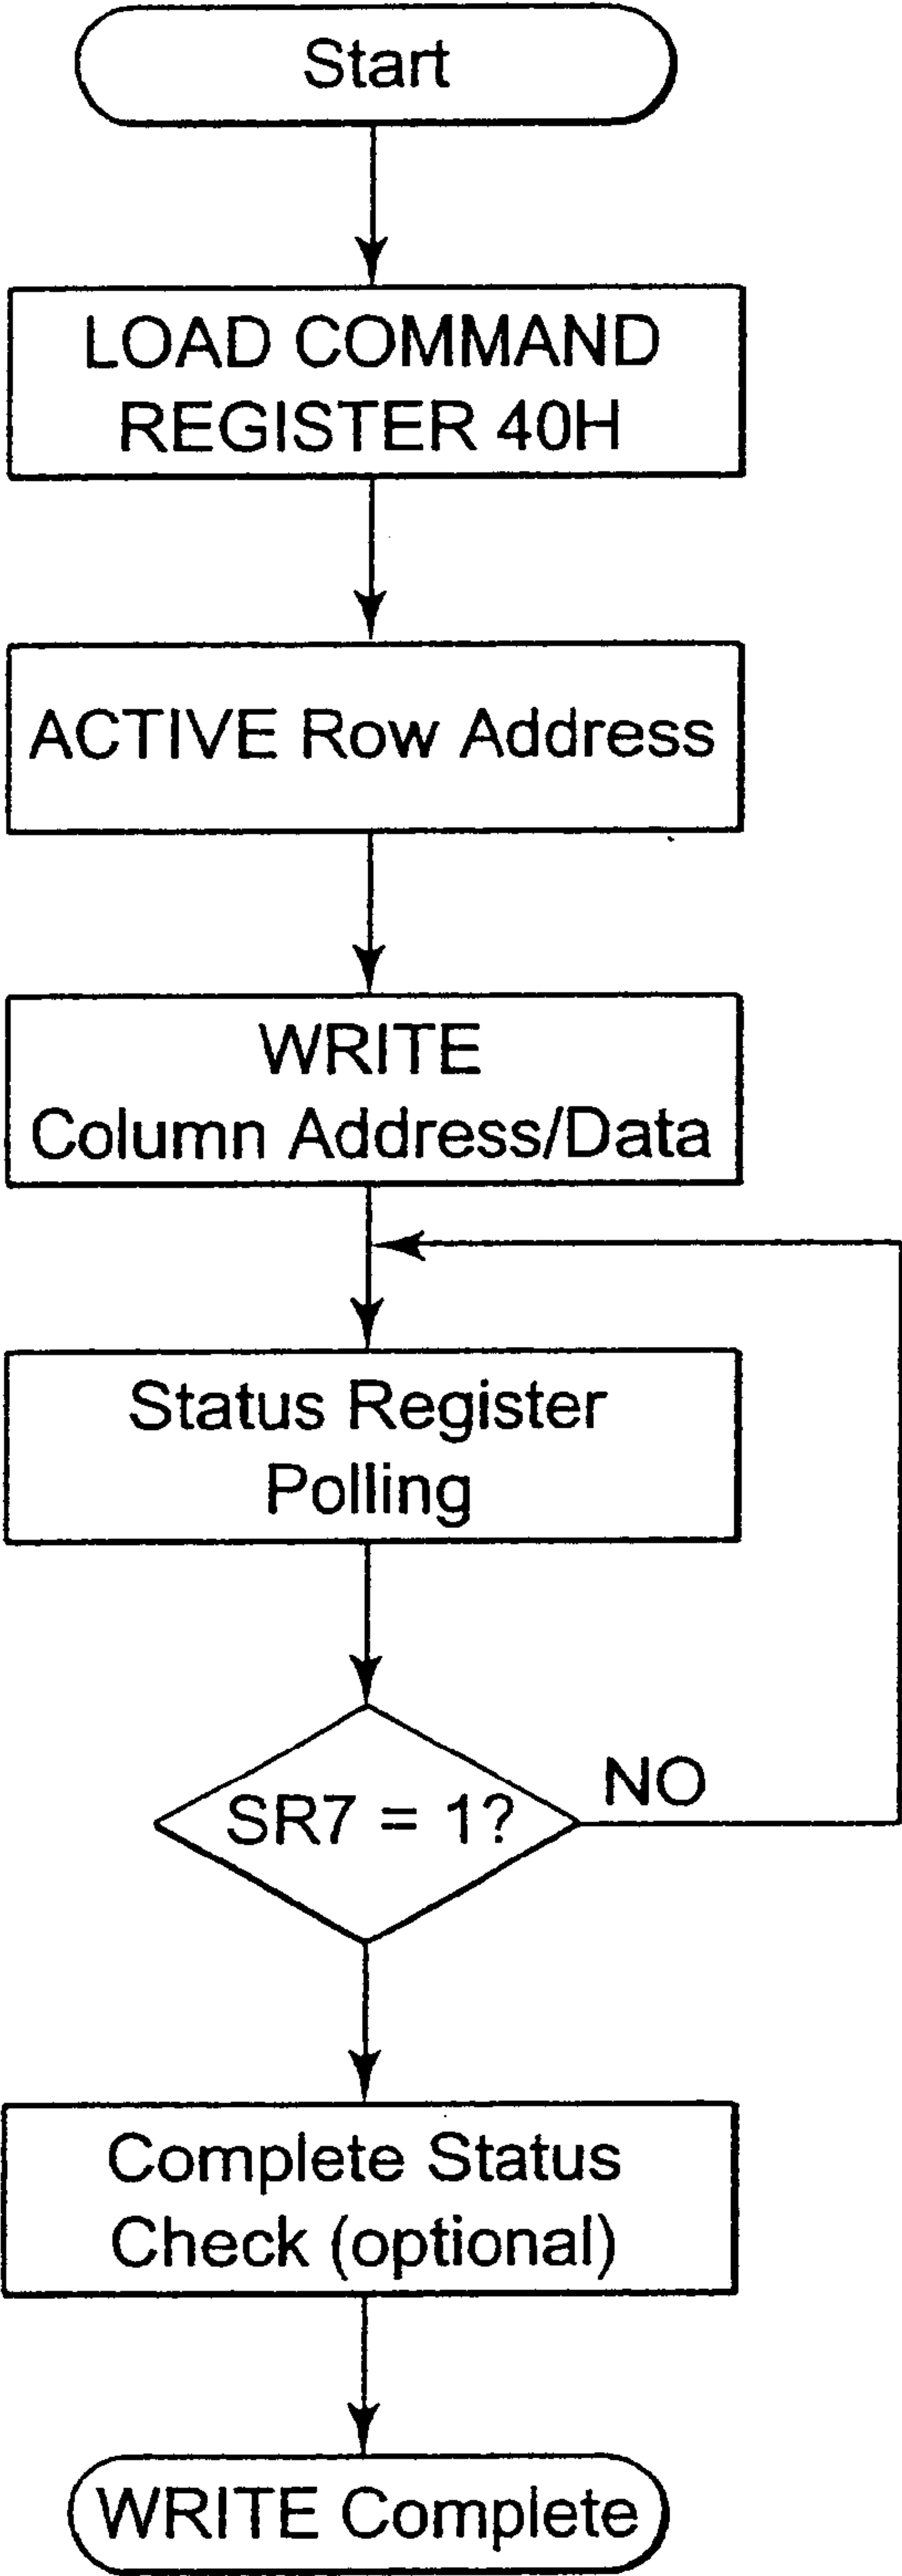 Start
LOAD COMMAND
REGISTER 40H
ACTIVE Row Address
WRITE
Column Address/Data
Status Register
Polling
SR7 = 1?
NO
Complete Status
Check (optional)
WRITE Complete